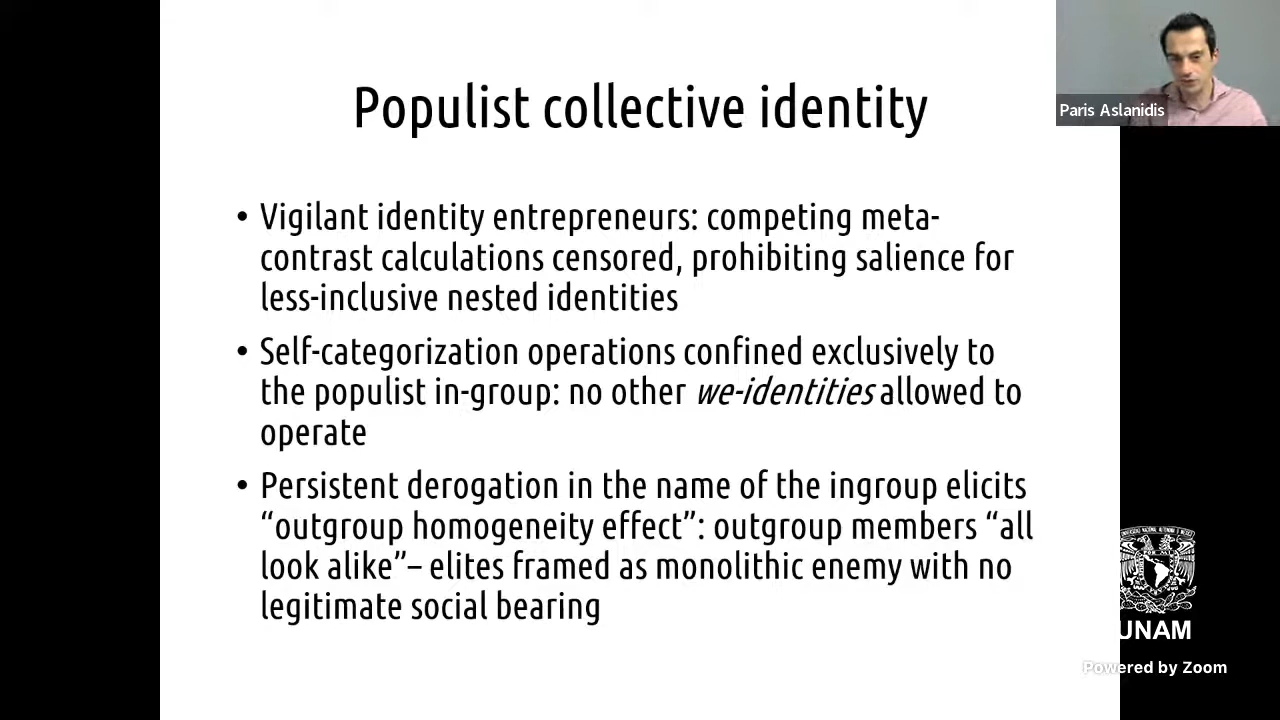 Populist collective identity
Paris Aslanidis
• Vigilant identity entrepreneurs: competing meta-
contrast calculations censored, prohibiting salience for
less-inclusive nested identities
• Self-categorization operations confined exclusively to
the populist in-group: no other we-identities allowed to
operate
• Persistent derogation in the name of the ingroup elicits
“outgroup homogeneity effect”: outgroup members “all
look alike”– elites framed as monolithic enemy with no
legitimate social bearing
UNAM
Powered by Zoom